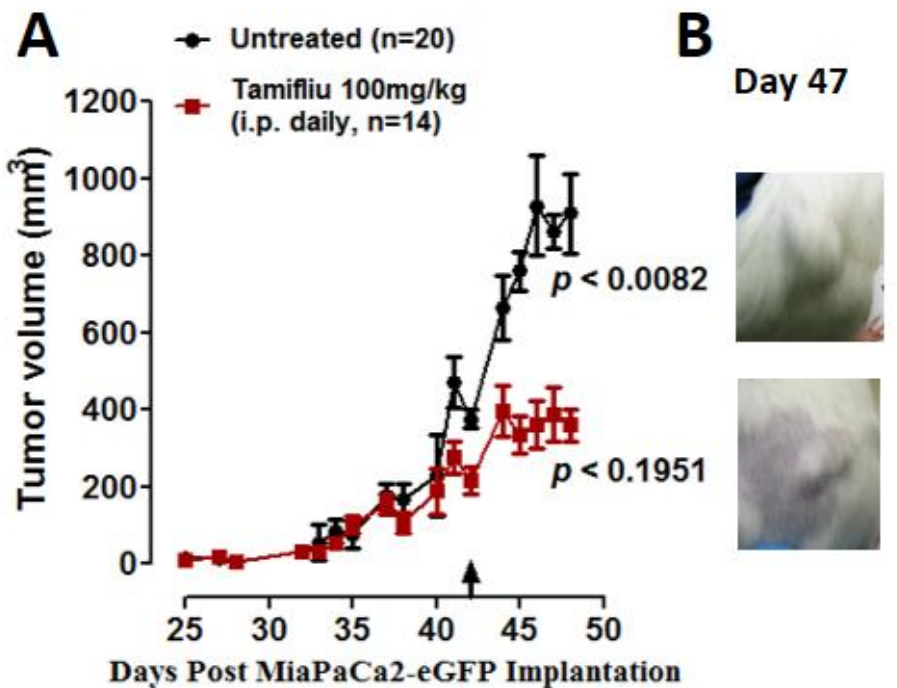 A
Untreated (n=20)
Tamifliu 100mg/kg
(i.p. daily, n=14)
B
Day 47
Tumor volume (mm3)
1200
1000
800
600
400
200
0
p < 0.0082
p < 0.1951
25 30 35 40 45 50
Days Post MiaPaCa2-eGFP Implantation